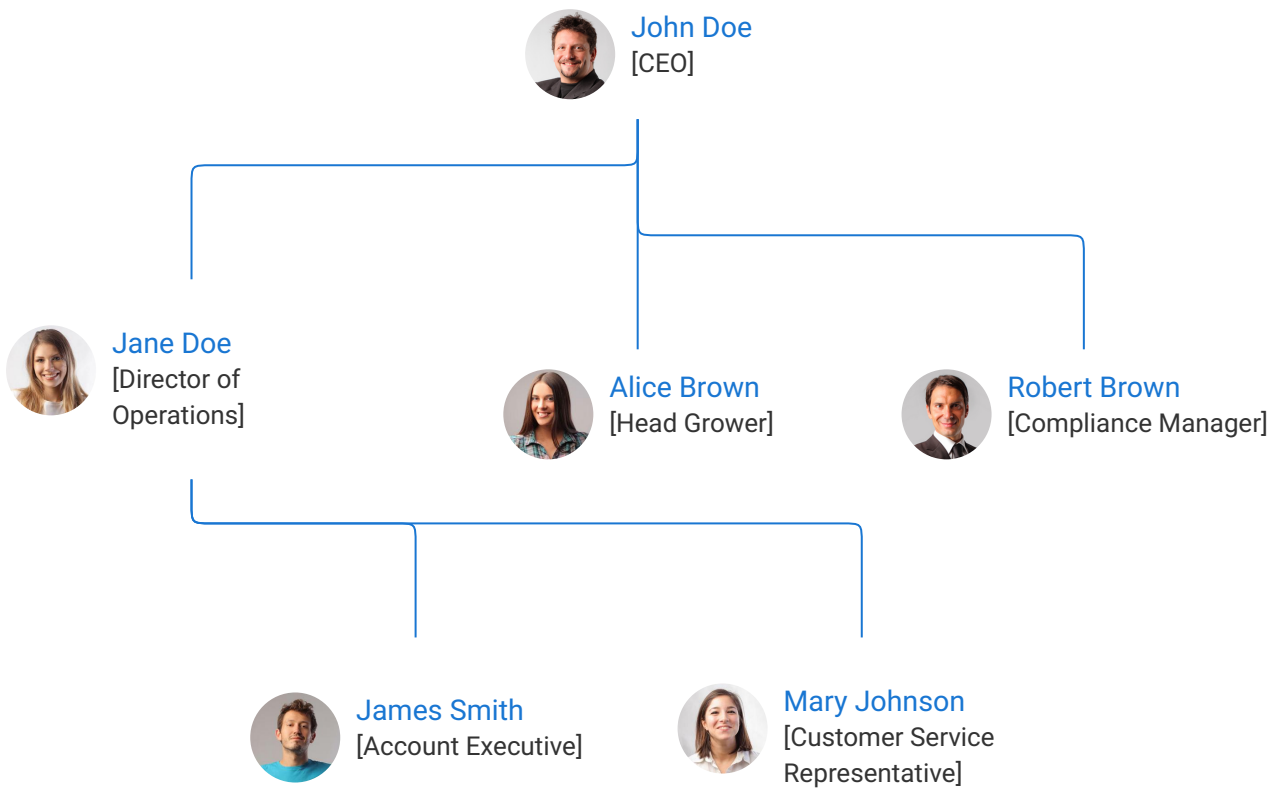 John Doe
[CEO]
Jane Doe
[Director of
Operations]
Alice Brown
[Head Grower]
Robert Brown
[Compliance Manager]
James Smith
[Account Executive]
Mary Johnson
[Customer Service
Representative]